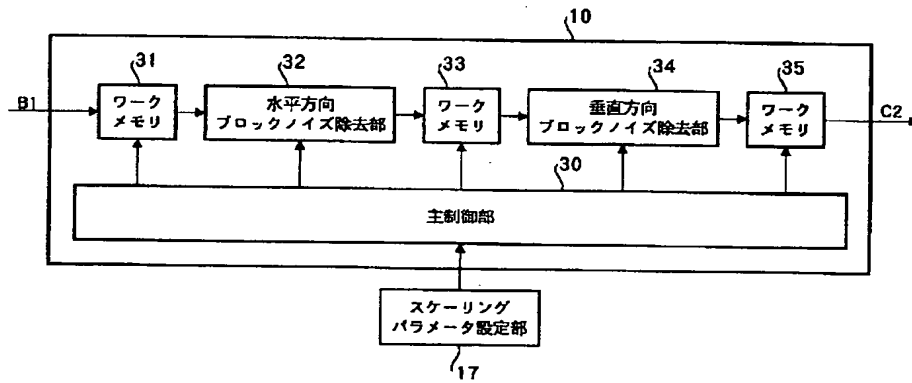 10
31
32
33
34
35
B1
ワーク
メモリ
水平方向
ブロックノイズ除去部
ワーク
メモリ
垂直方向
ブロックノイズ除去部
ワーク
メモリ
C2
30
主制御部
スケーリング
パラメータ設定部
17